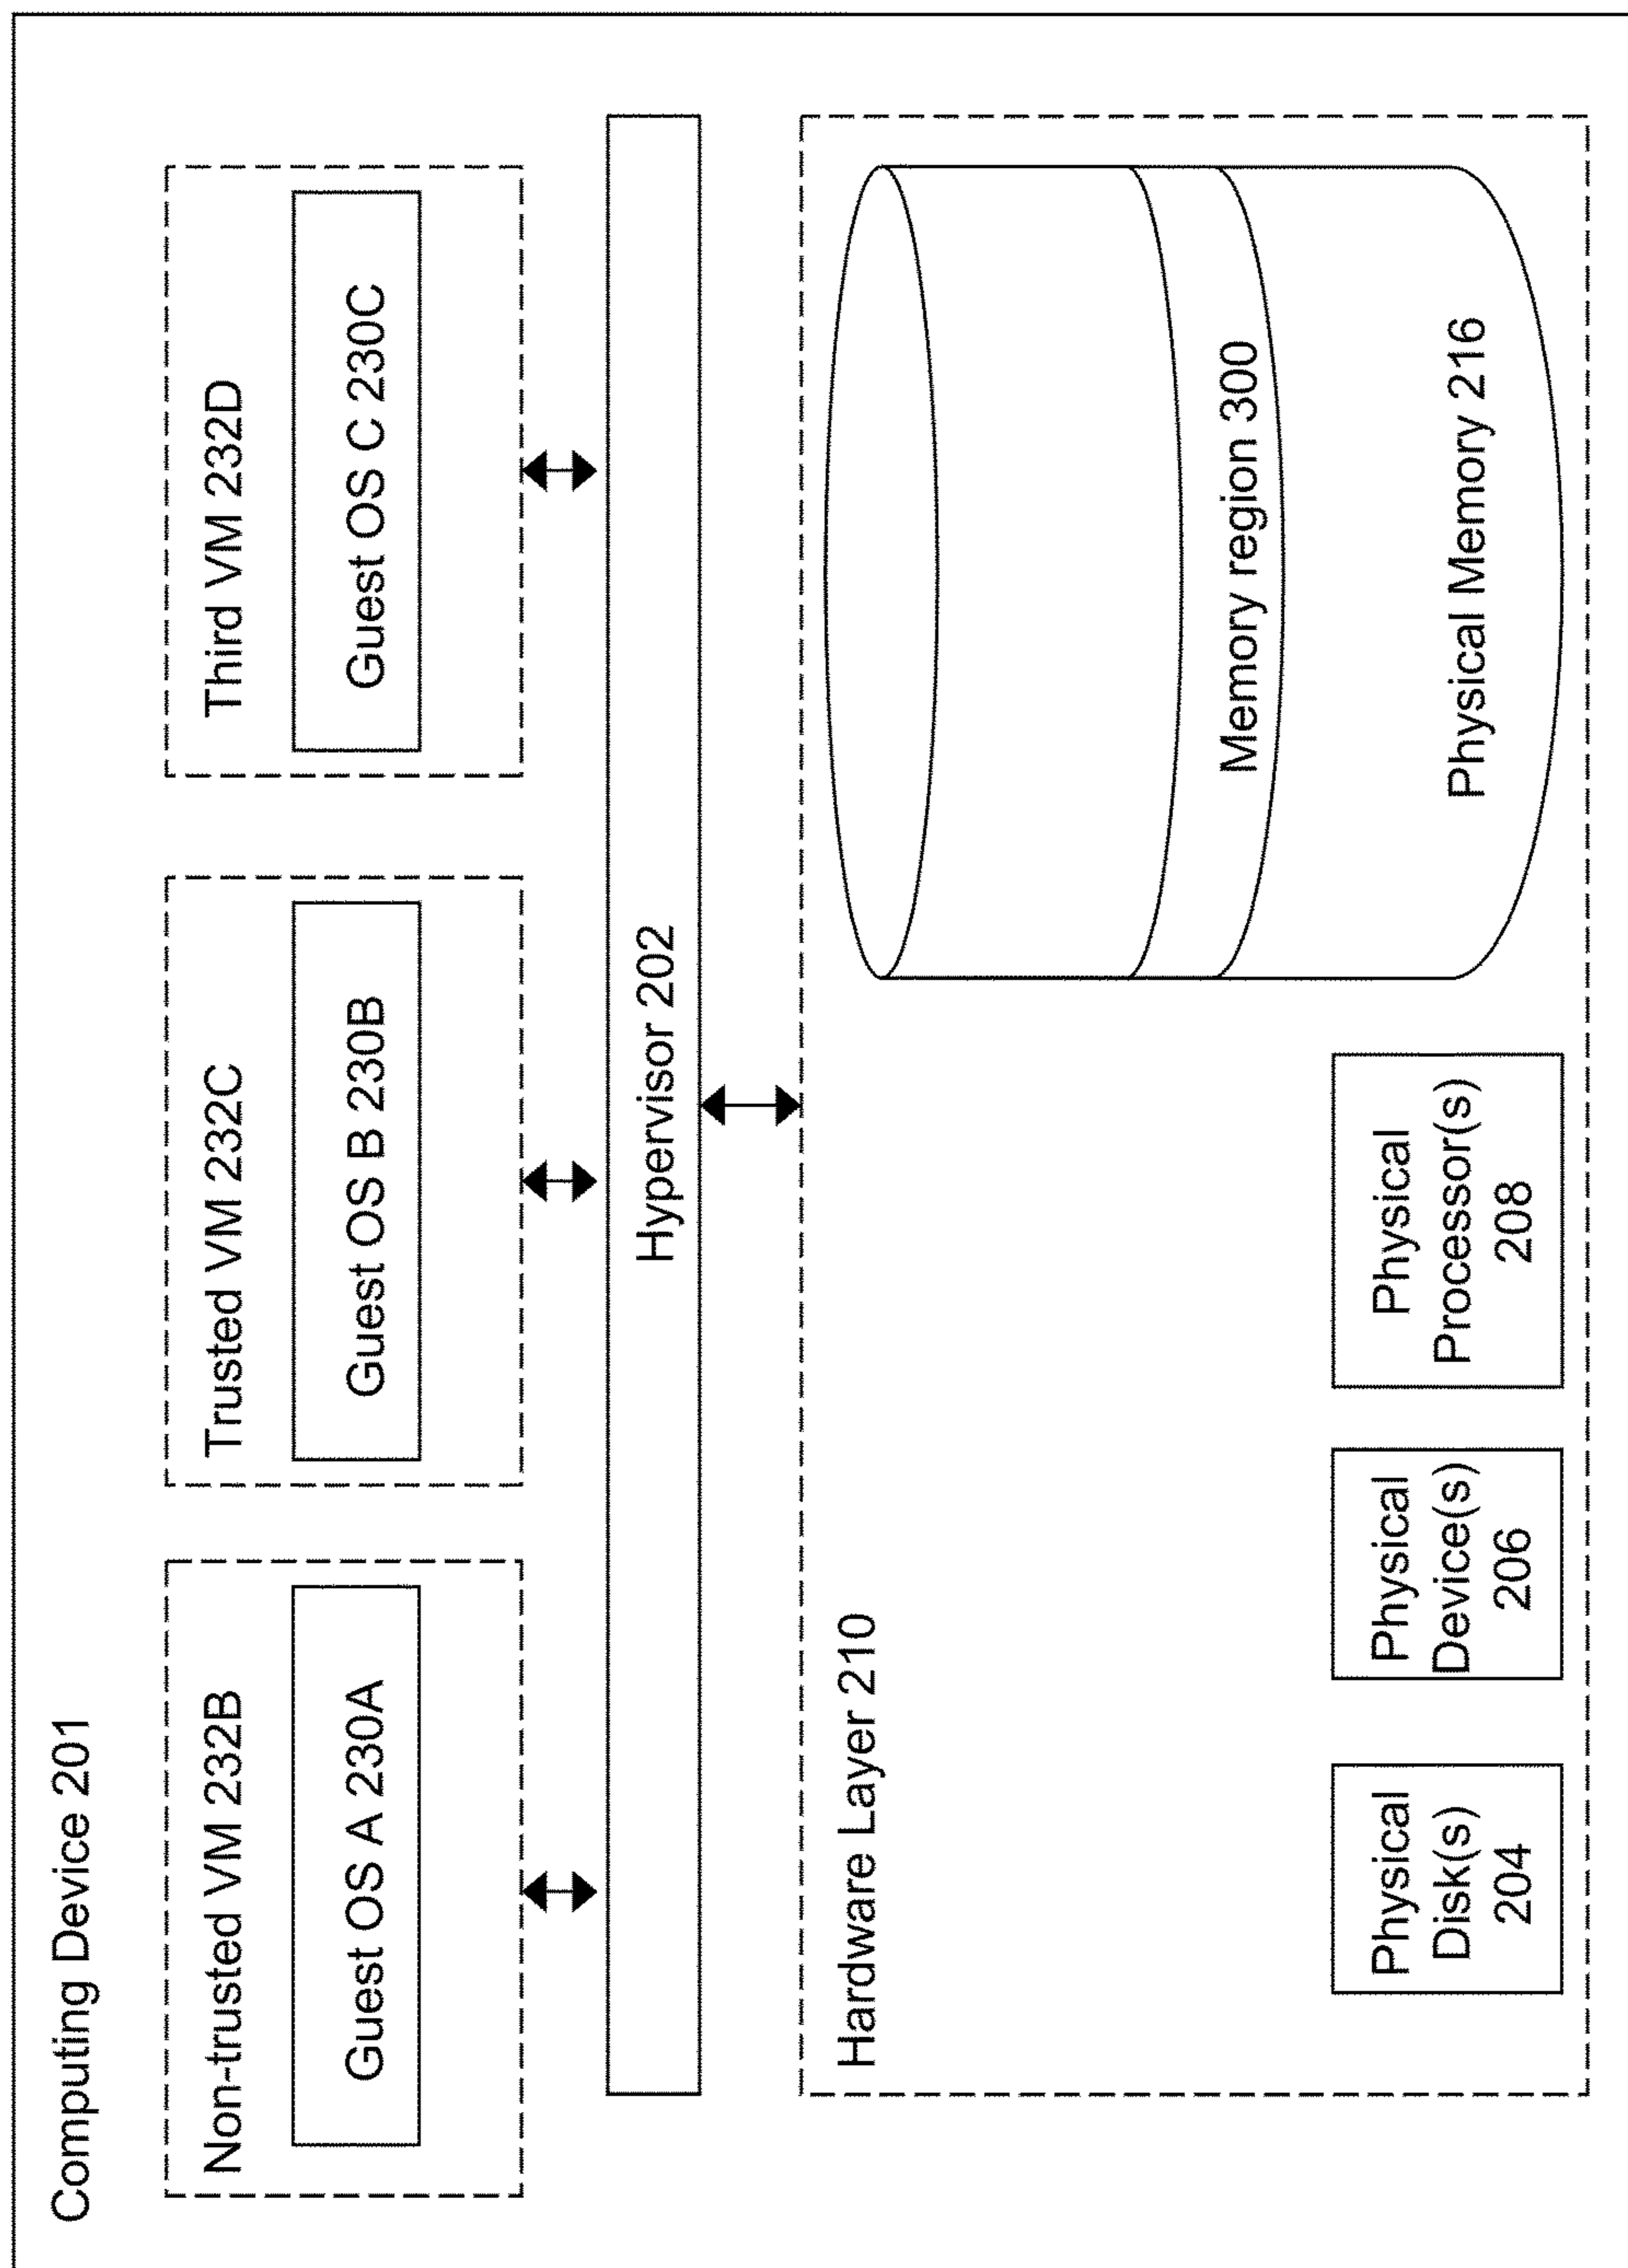 Computing Device 201
Non-trusted VM 232B
Guest OS A 230A
Trusted VM 232C
Guest OS B 230B
Third VM 232D
Guest OS C 230C
Hypervisor 202
Hardware Layer 210
Physical
Disk(s)
204
Physical
Device(s)
206
Physical
Processor(s)
208
Memory region 300
Physical Memory 216